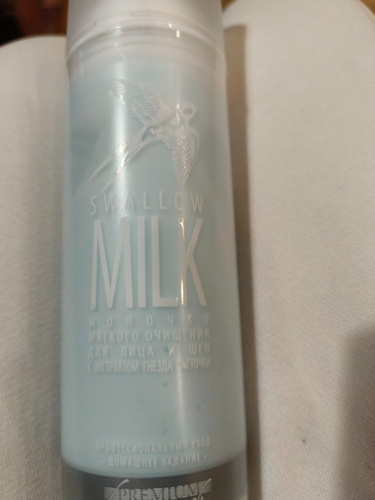 SWALLOW
MILK
МОЛОЧКО
МЯГКОГО ОЧИЩЕНИЯ
ДЛЯ ЛИЦА И ШЕИ
С ЭКСТРАКТОМ ГНЕЗДА ЛАСТОЧКИ
ПРОФЕССИОНАЛЬНЫЙ УХОД
«ДОМАШНЕЕ ЗАДАНИЕ»
PREMIUM